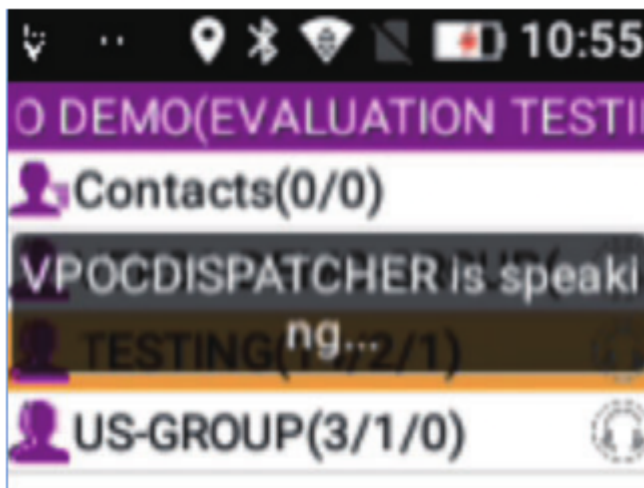 10:55
O DEMO(EVALUATION TESTI
Contacts(0/0)
VPOCDISPATCHER is speaki
ng...
TESTING(
/2/1)
US-GROUP(3/1/0)